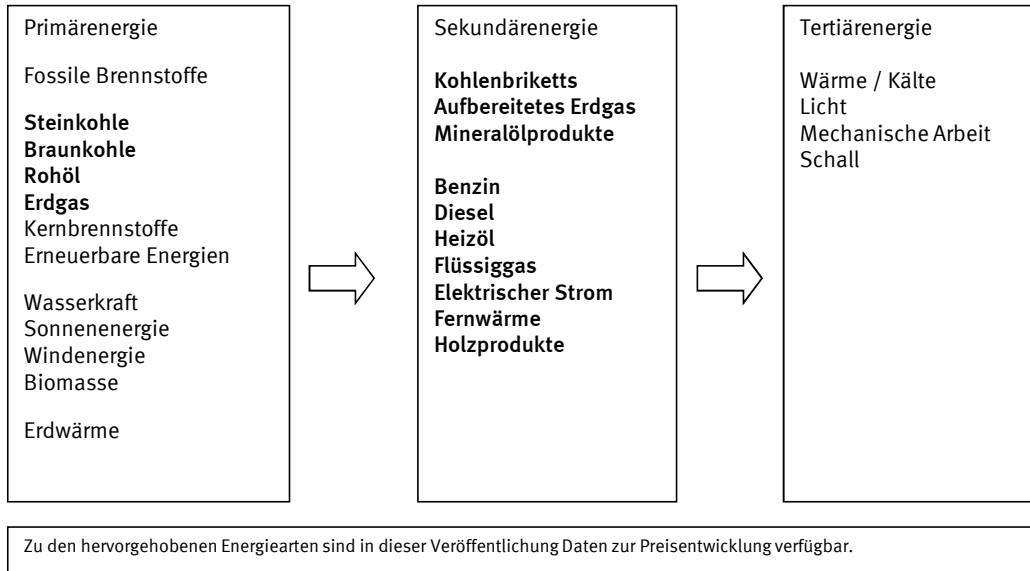 Primärenergie
Fossile Brennstoffe
Steinkohle
Braunkohle
Rohöl
Erdgas
Kernbrennstoffe
Erneuerbare Energien
Wasserkraft
Sonnenenergie
Windenergie
Biomasse
Erdwärme
Sekundärenergie
Kohlenbriketts
Aufbereitetes Erdgas
Mineralölprodukte
Benzin
Diesel
Heizöl
Flüssiggas
Elektrischer Strom
Fernwärme
Holzprodukte
Tertiärenergie
Wärme / Kälte
Licht
Mechanische Arbeit
Schall
Zu den hervorgehobenen Energiearten sind in dieser Veröffentlichung Daten zur Preisentwicklung verfügbar.